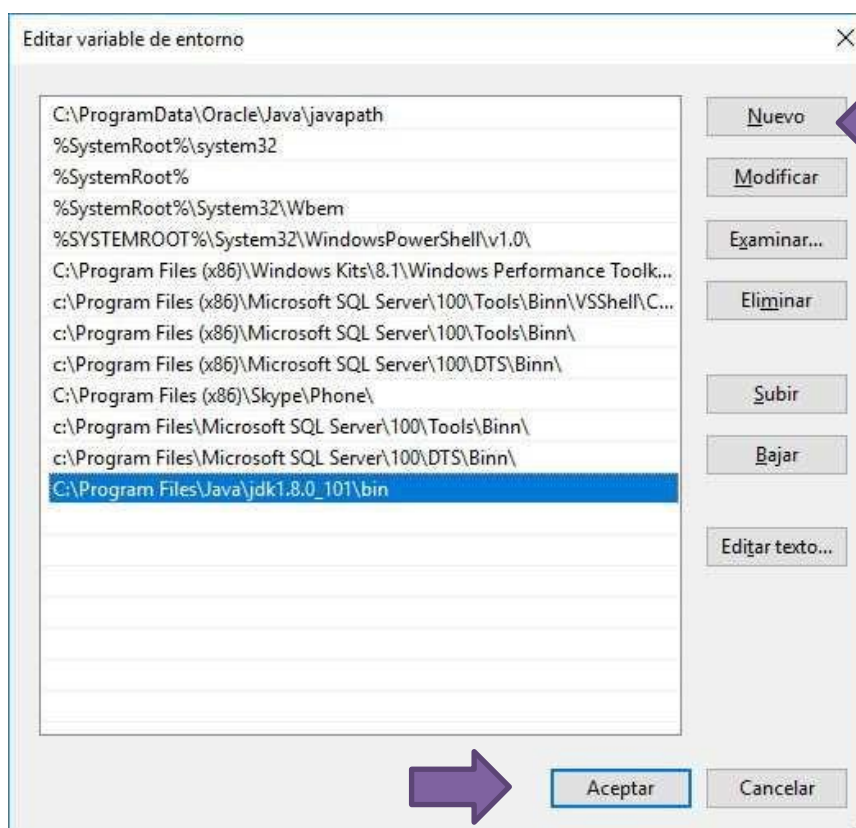 Editar variable de entorno
C:\ProgramData\Oracle\Java\javapath
%SystemRoot%\system32
%SystemRoot%
%SystemRoot%\System32\Wbem
%SYSTEMROOT%\System32\WindowsPowerShell\v1.0\
C:\Program Files (x86)\Windows Kits\8.1\Windows Performance Toolk...
c:\Program Files (x86)\Microsoft SQL Server\100\Tools\Binn\VSShell\C...
c:\Program Files (x86)\Microsoft SQL Server\100\Tools\Binn\
c:\Program Files (x86)\Microsoft SQL Server\100\DTS\Binn\
C:\Program Files (x86)\Skype\Phone\
c:\Program Files\Microsoft SQL Server\100\Tools\Binn\
c:\Program Files\Microsoft SQL Server\100\DTS\Binn\
C:\Program Files\Java\jdk1.8.0_101\bin
Nuevo
Modificar
Examinar...
Eliminar
Subir
Bajar
Editar texto...
Aceptar
Cancelar